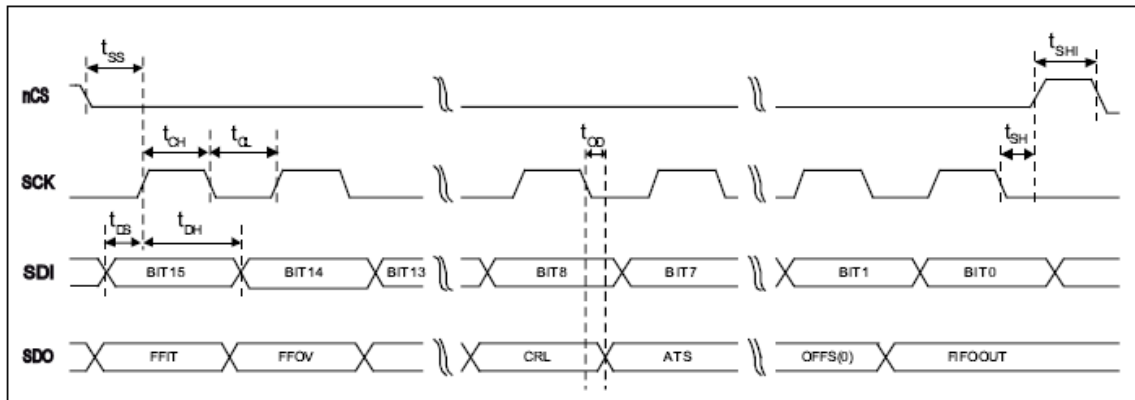 tSS
tSHI
nCS
tCH tCL tOD tSH
SCK
tDS tDH
SDI BIT15 BIT14 BIT13 BIT8 BIT7 BIT1 BIT0
SDO FFIT FFOV CRL ATS OFFS(0) FIFOOUT